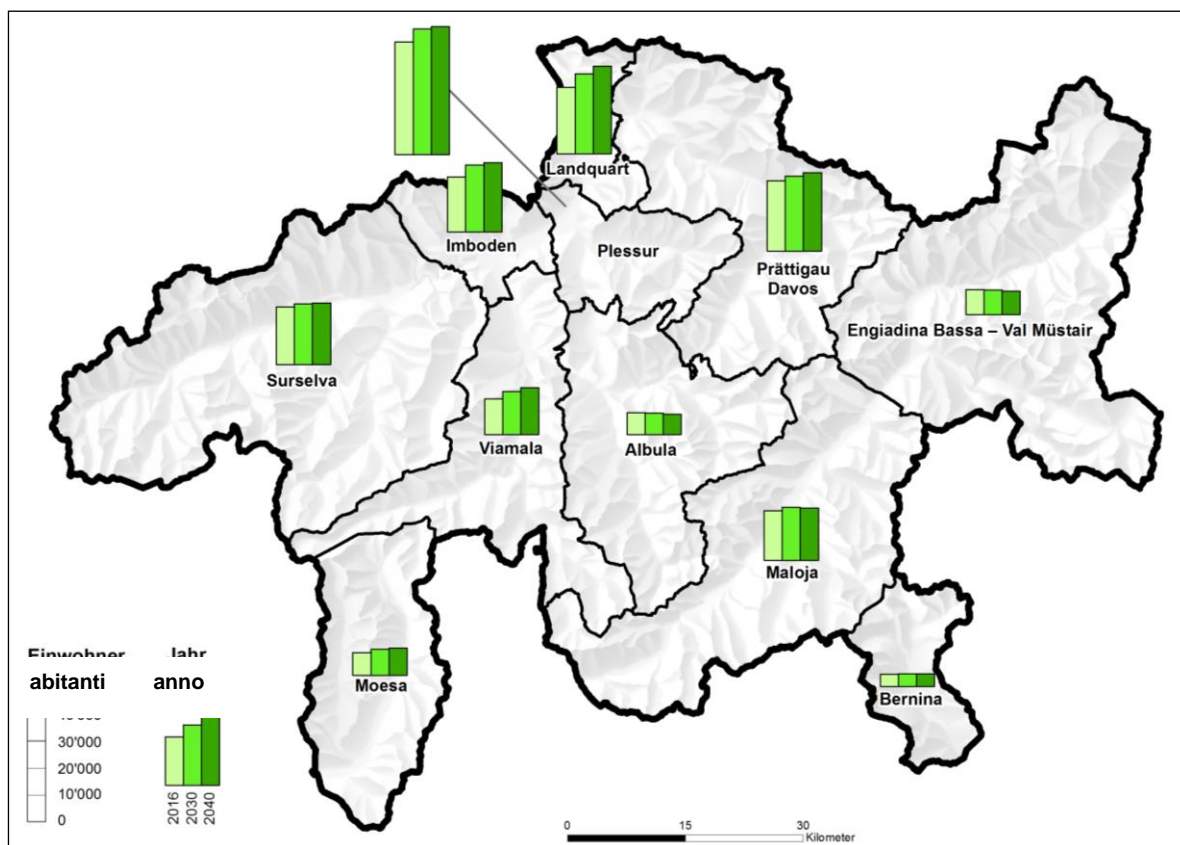 Landquart
Imboden
Plessur
Prättigau
Davos
Engiadina Bassa – Val Müstair
Surselva
Viamala
Albula
Maloja
Moesa
Bernina
Einwohner Jahr
abitanti anno
30'000
20'000
10'000
0
2016
2030
2040
0 15 30
Kilometer